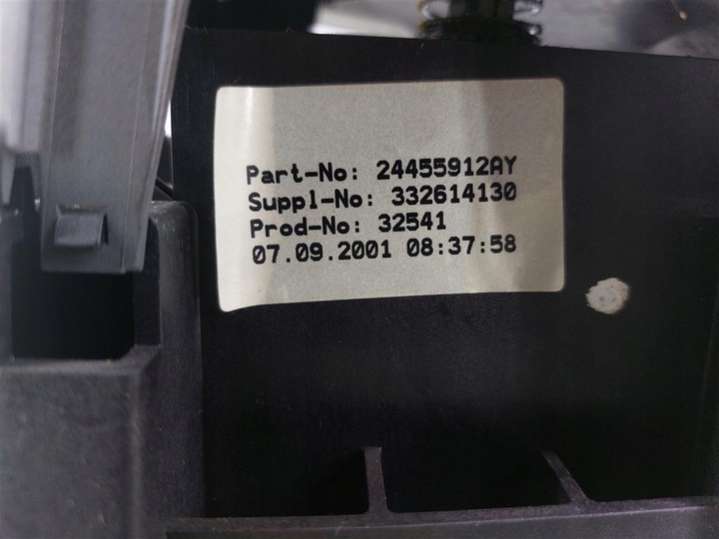 Part-No: 24455912AY
Suppl-No: 332614130
Prod-No: 32541
07.09.2001 08:37:58